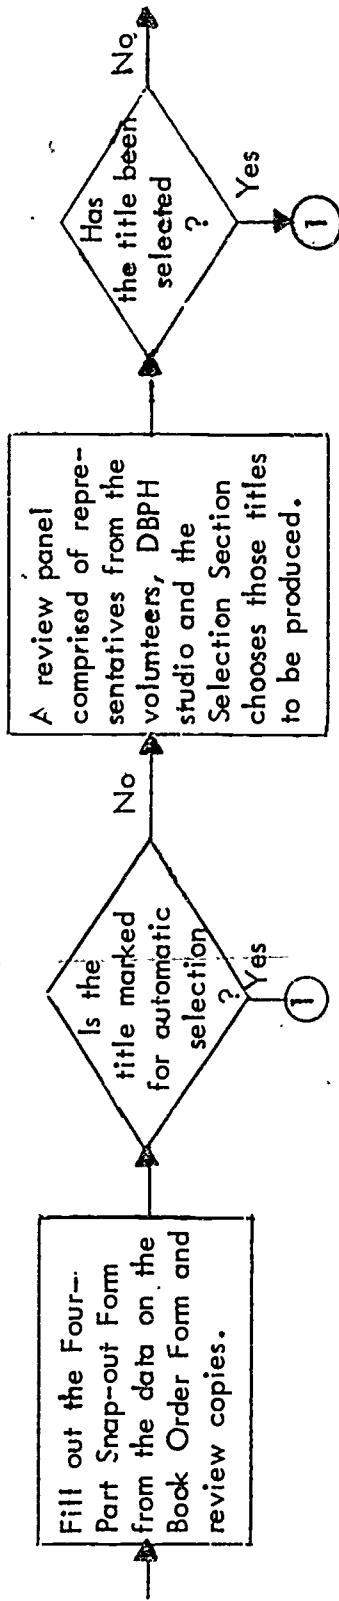 Fill out the Four-
Part Snap-out Form
from the data on the
Book Order Form and
review copies.
Is the
title marked
for automatic
selection
?
Yes
1
No
A review panel
comprised of repre-
sentatives from the
volunteers, DBPH
studio and the
Selection Section
chooses those titles
to be produced.
Has
the title been
selected
?
Yes
1
No